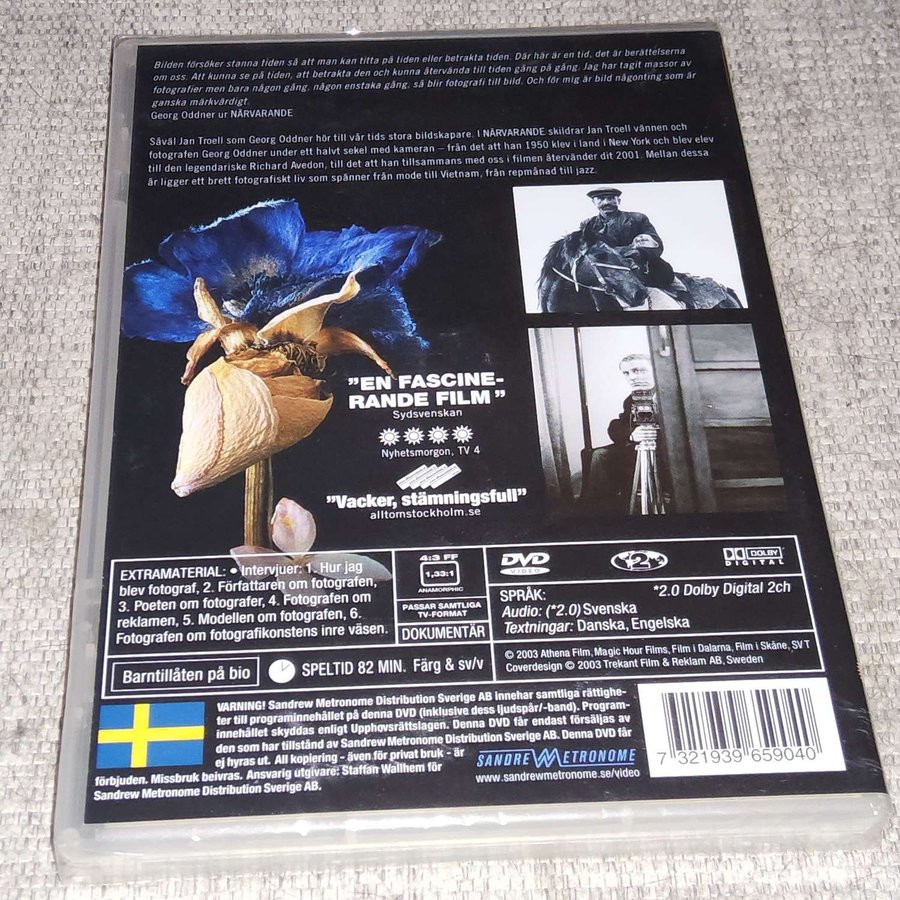 Bilden försöker stanna tiden så att man kan titta på tiden eller betrakta tiden. Där här är en tid, det är berättelserna
om oss. Att kunna se på tiden, att betrakta den och kunna återvända till tiden gång på gång. Jag har tagit massor av
fotografier men bara någon gång, någon enstaka gång, så blir fotografi till bild. Och för mig är bild någonting som är
ganska märkvärdigt.
Georg Oddner ur NÄRVARANDE
Såväl Jan Troell som Georg Oddner hör till vår tids stora bildskapare. I NÄRVARANDE skildrar Jan Troell vännen och
fotografen Georg Oddner under ett halvt sekel med kameran – från det att han 1950 klev i land i New York och blev elev
till den legendariske Richard Avedon, till det att han tillsammans med oss i filmen återvänder dit 2001. Mellan dessa
år ligger ett brett fotografiskt liv som spänner från mode till Vietnam, från repmånad till jazz.
"EN FASCINE-
RANDE FILM"
Sydsvenskan
Nyhetsmorgon, TV 4
"Vacker, stämningsfull"
alltomstockholm.se
EXTRAMATERIAL: • Intervjuer: 1. Hur jag
blev fotograf, 2. Författaren om fotografen,
3. Poeten om fotografer, 4. Fotografen om
reklamen, 5. Modellen om fotografen, 6.
Fotografen om fotografikonstens inre väsen.
4:3 FF
1,33:1
ANAMORPHIC
PASSAR SAMTLIGA
TV-FORMAT
DOKUMENTÄR
DVD
VIDEO
2
DOLBY
DIGITAL
SPRÅK:
*2.0 Dolby Digital 2ch
Audio: (*2.0) Svenska
Textningar: Danska, Engelska
© 2003 Athena Film, Magic Hour Films, Film i Dalarna, Film i Skåne, SV T
Coverdesign © 2003 Trekant Film & Reklam AB, Sweden
Barntillåten på bio
SPELTID 82 MIN. Färg & sv/v
VARNING! Sandrew Metronome Distribution Sverige AB innehar samtliga rättighe-
ter till programinnehållet på denna DVD (inklusive dess ljudspår/-band). Program-
innehållet skyddas enligt Upphovsrättslagen. Denna DVD får endast försäljas av
den som har tillstånd av Sandrew Metronome Distribution Sverige AB. Denna DVD får
ej hyras ut. All kopiering - även för privat bruk - är
förbjuden. Missbruk beivras. Ansvarig utgivare: Staffan Wallhem för
Sandrew Metronome Distribution Sverige AB.
SANDREW METRONOME
www.sandrewmetronome.se/video
7 321939 659040